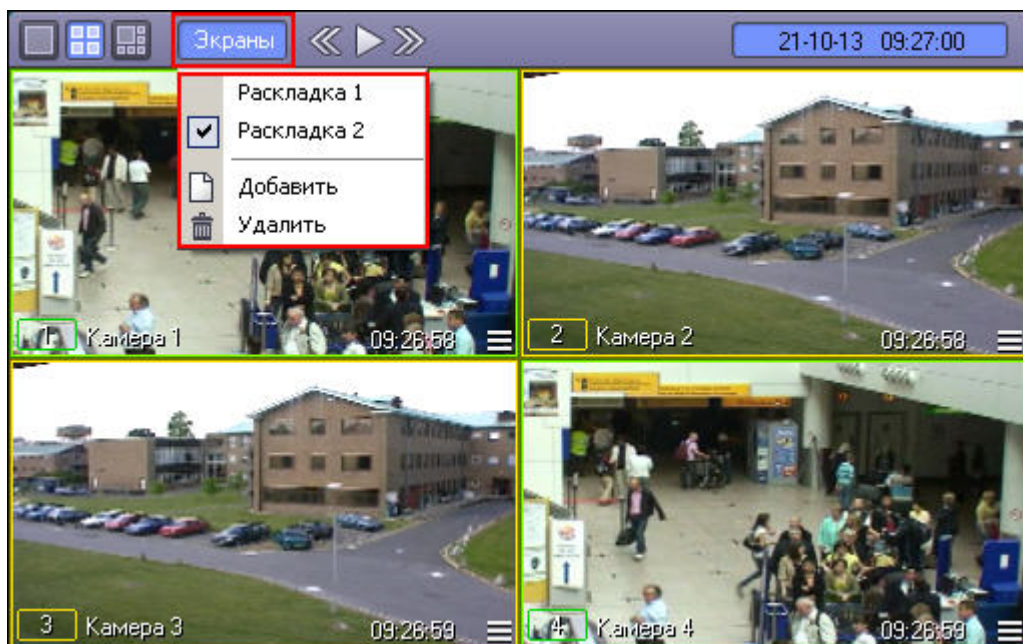 Экраны
21-10-13 09:27:00
Раскладка 1
Раскладка 2
Добавить
Удалить
1 Камера 1 09:26:58
2 Камера 2 09:26:58
3 Камера 3 09:26:59
4 Камера 4 09:26:59